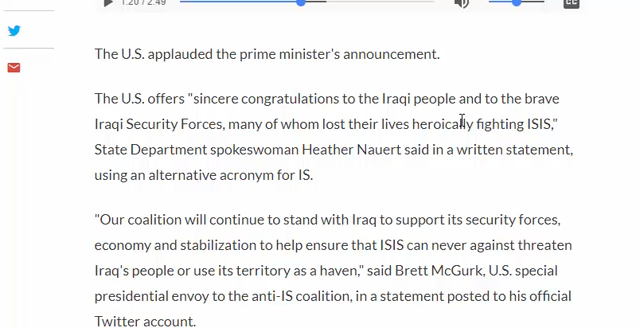 1:20 / 2:49
CC
The U.S. applauded the prime minister's announcement.
The U.S. offers "sincere congratulations to the Iraqi people and to the brave
Iraqi Security Forces, many of whom lost their lives heroically fighting ISIS,"
State Department spokeswoman Heather Nauert said in a written statement,
using an alternative acronym for IS.
"Our coalition will continue to stand with Iraq to support its security forces,
economy and stabilization to help ensure that ISIS can never against threaten
Iraq's people or use its territory as a haven," said Brett McGurk, U.S. special
presidential envoy to the anti-IS coalition, in a statement posted to his official
Twitter account.